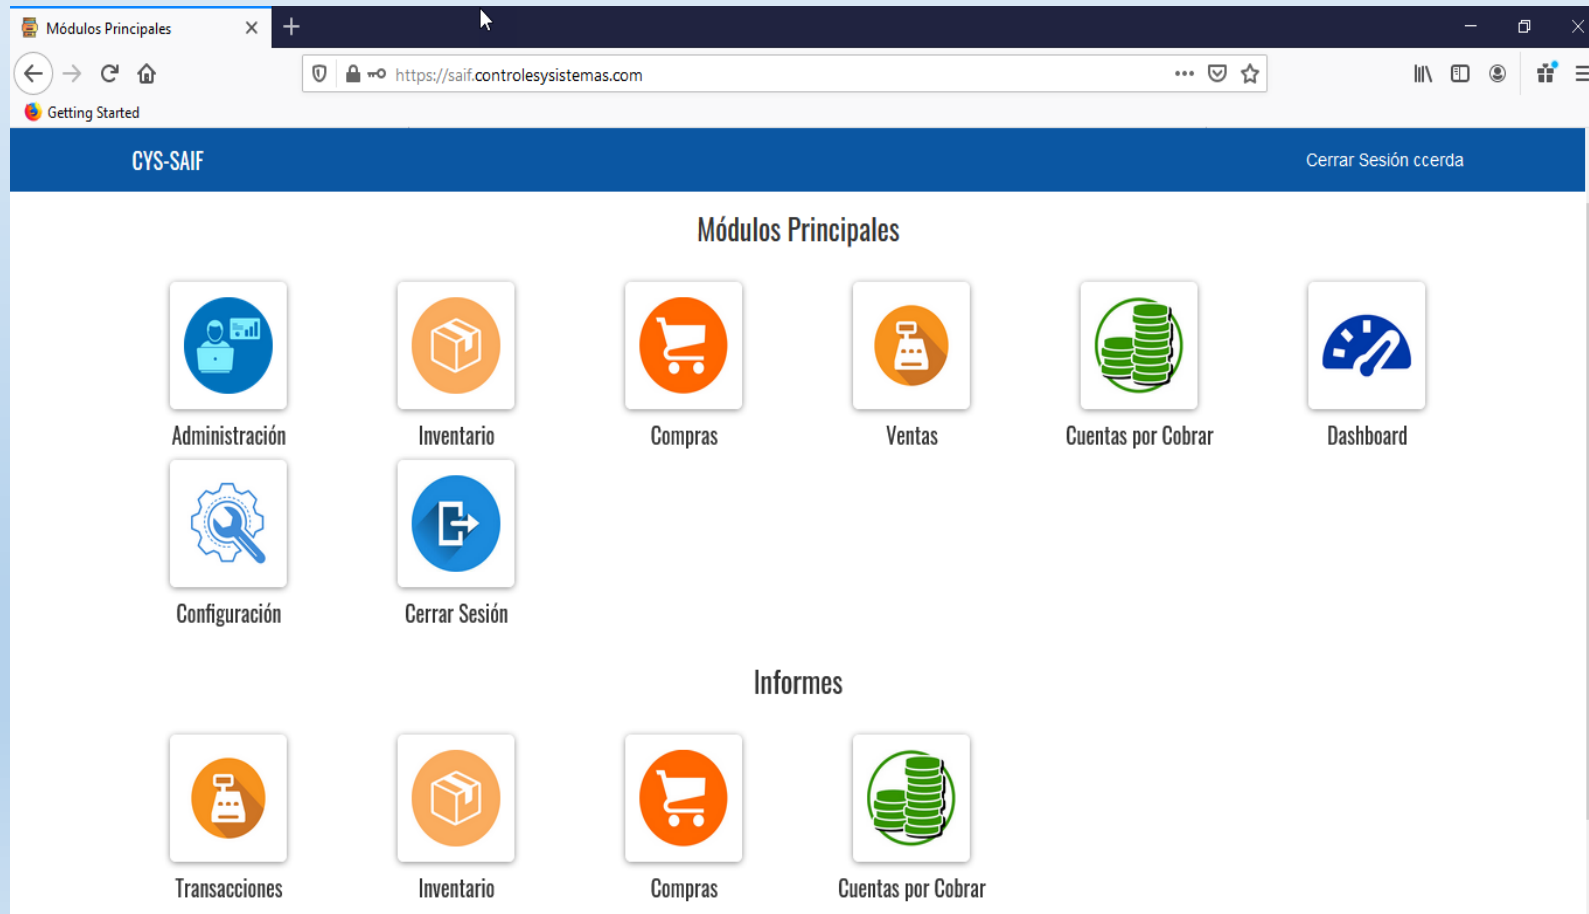 Módulos Principales
https://saif.controlesysistemas.com
Getting Started
CYS-SAIF
Cerrar Sesión ccerda
Módulos Principales
Administración
Inventario
Compras
Ventas
Cuentas por Cobrar
Dashboard
Configuración
Cerrar Sesión
Informes
Transacciones
Inventario
Compras
Cuentas por Cobrar